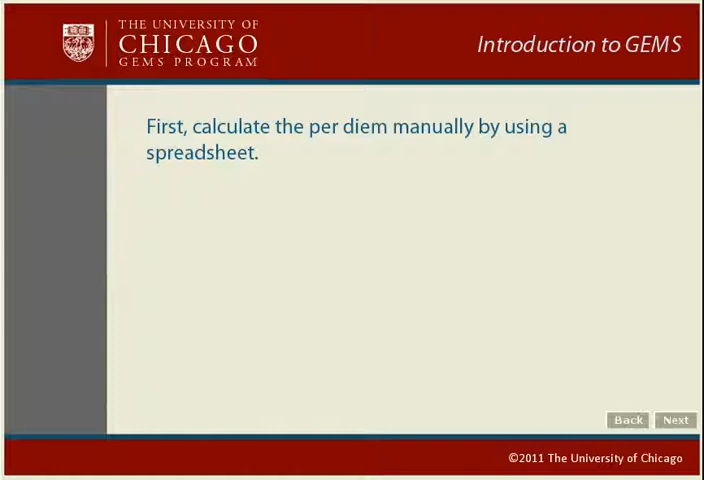 THE UNIVERSITY OF
CHICAGO
GEMS PROGRAM
Introduction to GEMS
First, calculate the per diem manually by using a
spreadsheet.
Back Next
©2011 The University of Chicago